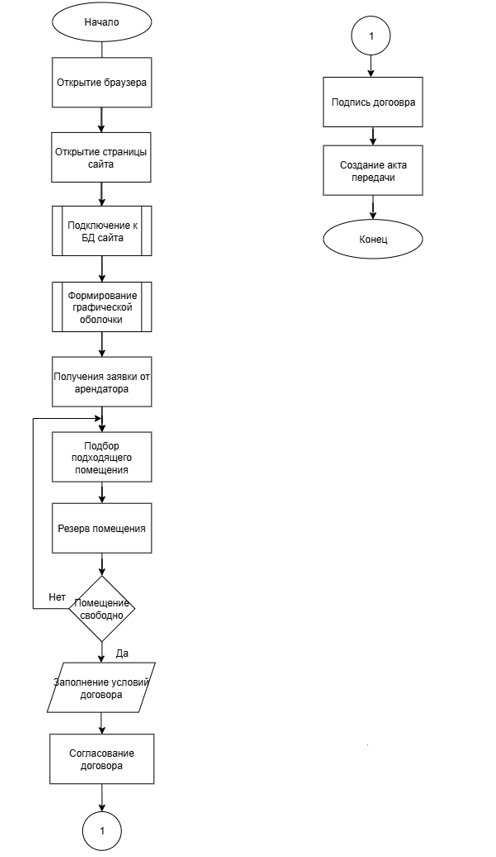 Начало
Открытие браузера
Открытие страницы
сайта
Подключение к
БД сайта
Формирование
графической
оболочки
Получения заявки от
арендатора
Подбор
подходящего
помещения
Резерв помещения
Нет
Помещение
свободно
Да
Заполнение условий
договора
Согласование
договора
1
1
Подпись догоовра
Создание акта
передачи
Конец